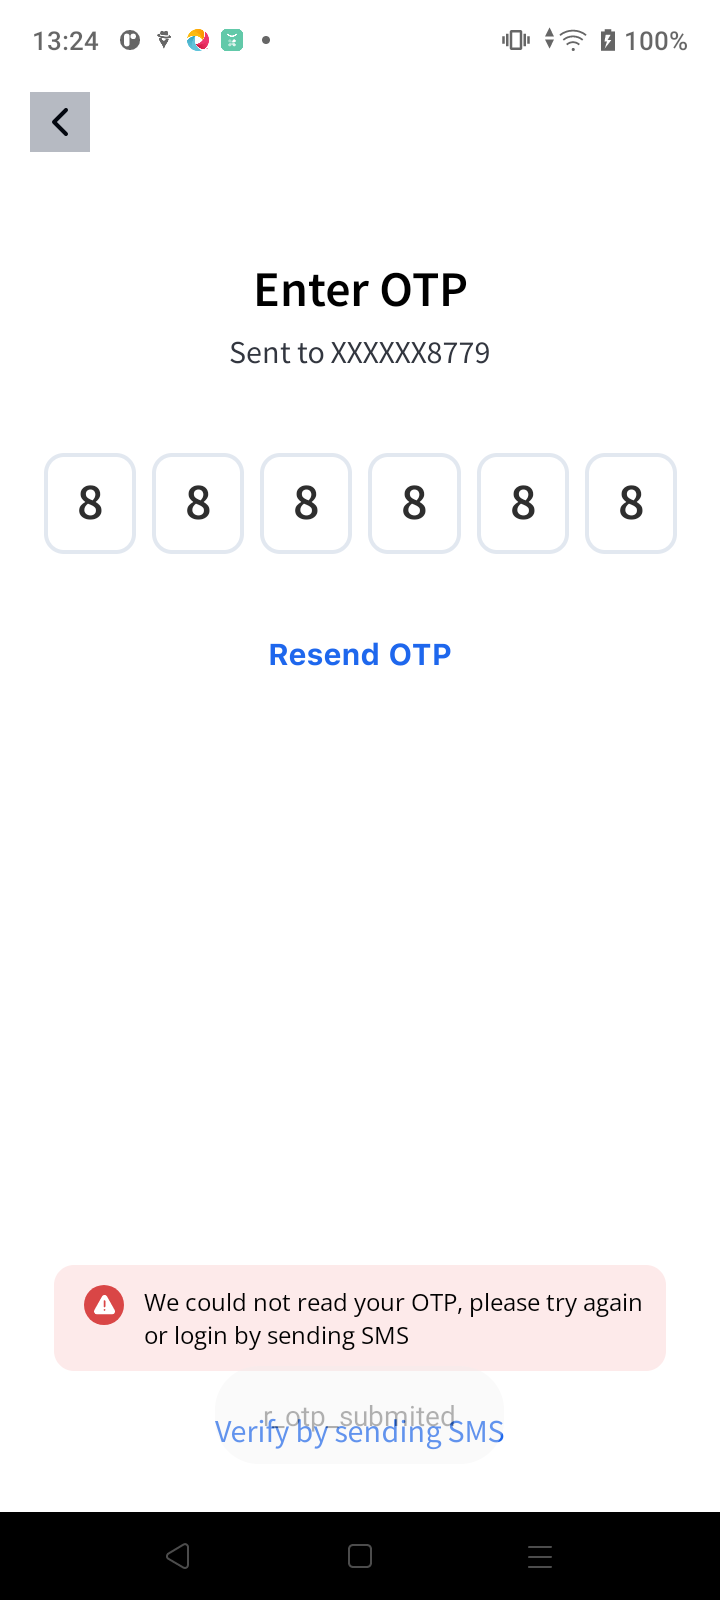 13:24 100%
Enter OTP
Sent to XXXXXX8779
8 8 8 8 8 8
Resend OTP
We could not read your OTP, please try again
or login by sending SMS
r_otp_submited
Verify by sending SMS